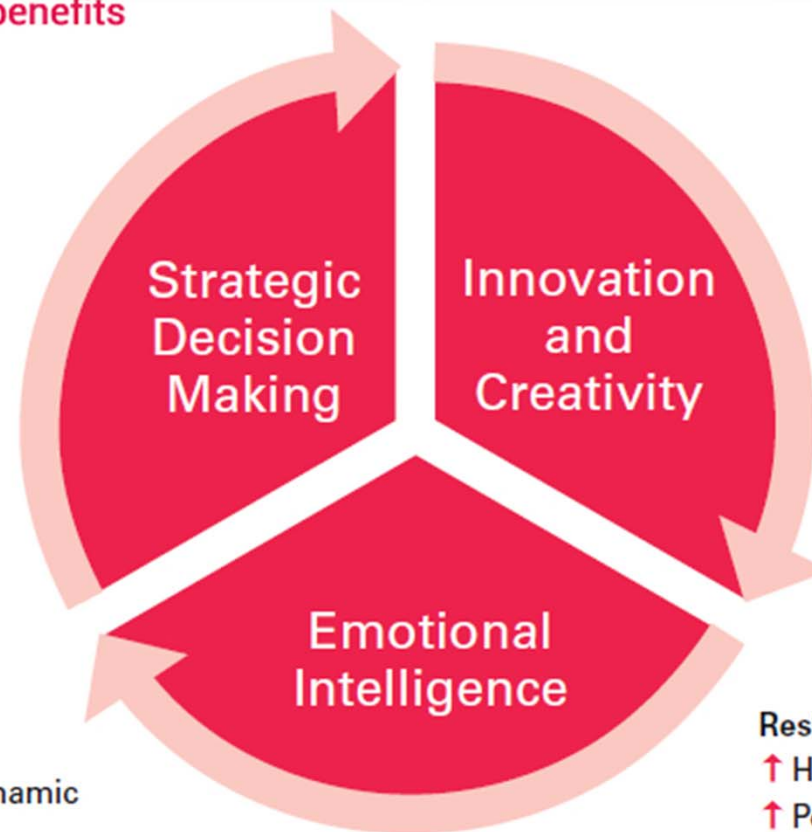 benefits
Strategic
Decision
Making
Innovation
and
Creativity
Emotional
Intelligence
namic
Res
↑ H
↑ P